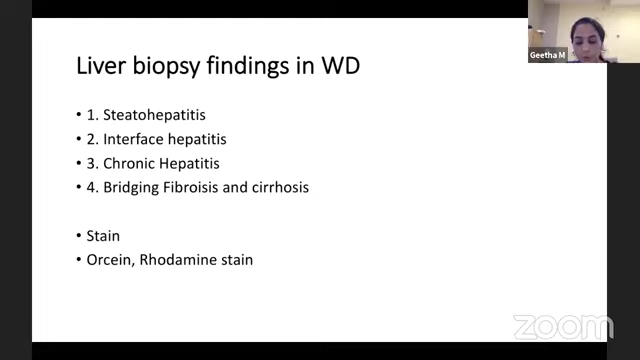 Geetha M
Liver biopsy findings in WD
• 1. Steatohepatitis
• 2. Interface hepatitis
• 3. Chronic Hepatitis
• 4. Bridging Fibroisis and cirrhosis
• Stain
• Orcein, Rhodamine stain
zoom